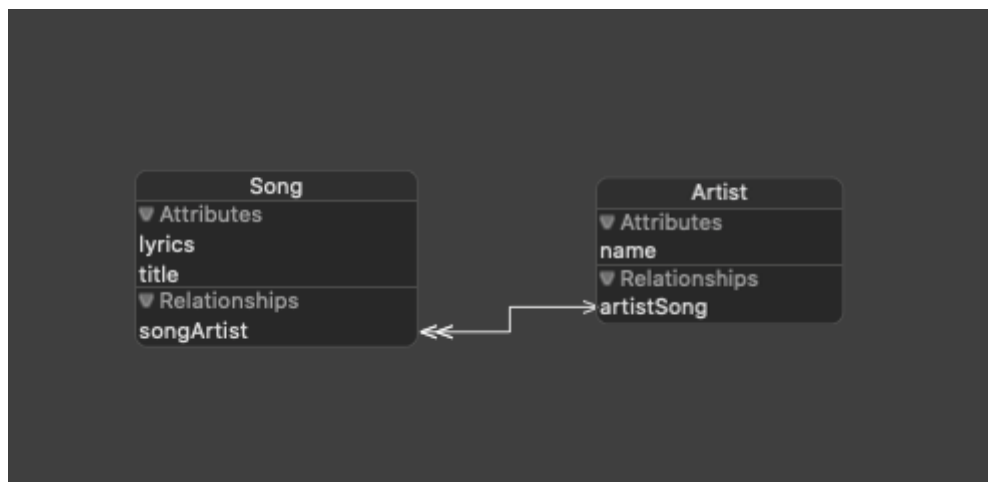 Song
Attributes
lyrics
title
Relationships
songArtist
Artist
Attributes
name
Relationships
artistSong